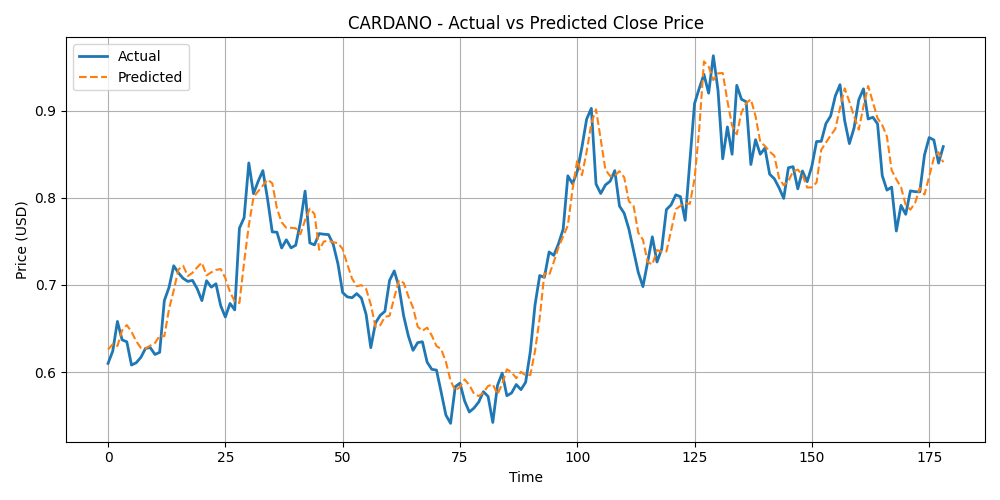 CARDANO - Actual vs Predicted Close Price
Actual
Predicted
Price (USD)
0.9
0.8
0.7
0.6
0 25 50 75 100 125 150 175
Time